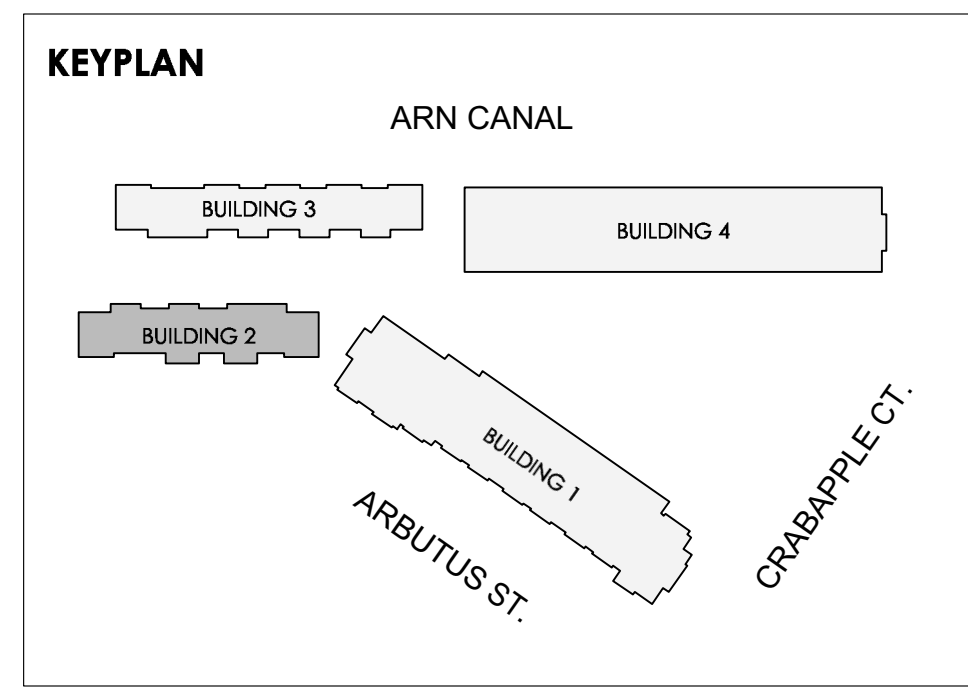 KEYPLAN
ARN CANAL
BUILDING 3
BUILDING 4
BUILDING 2
BUILDING 1
ARBUTUS ST.
CRABAPPLE CT.